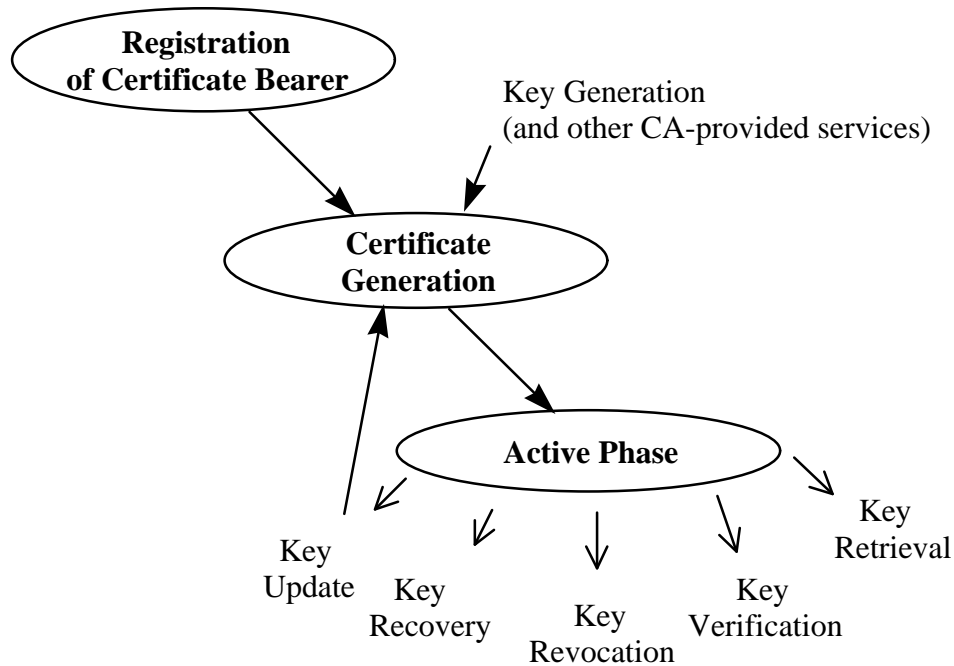 Registration
of Certificate Bearer
Key Generation
(and other CA-provided services)
Certificate
Generation
Active Phase
Key
Retrieval
Key
Update
Key
Recovery
Key
Revocation
Key
Verification